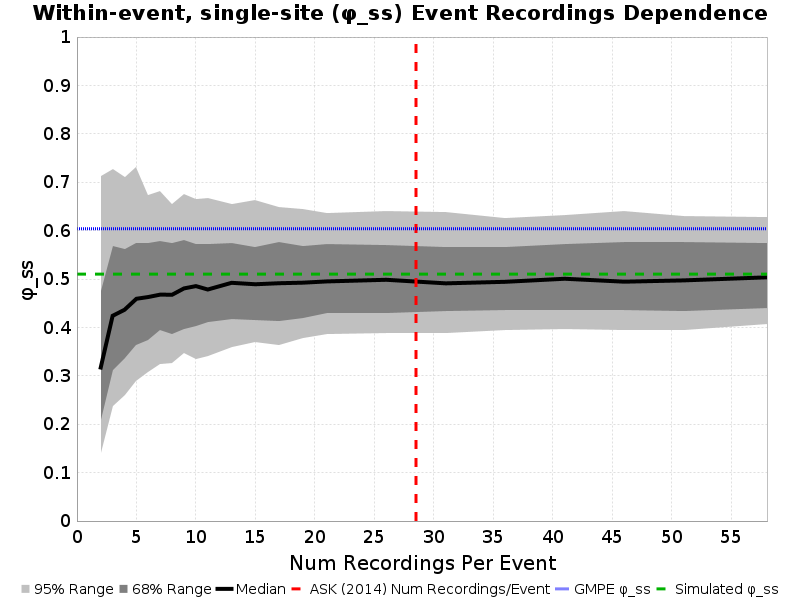 Within-event, single-site (φ_ss) Event Recordings Dependence
1
0.9
0.8
0.7
0.6
0.5
0.4
0.3
0.2
0.1
0
φ_ss
0 5 10 15 20 25 30 35 40 45 50 55
Num Recordings Per Event
95% Range 68% Range Median ASK (2014) Num Recordings/Event GMPE φ_ss Simulated φ_ss